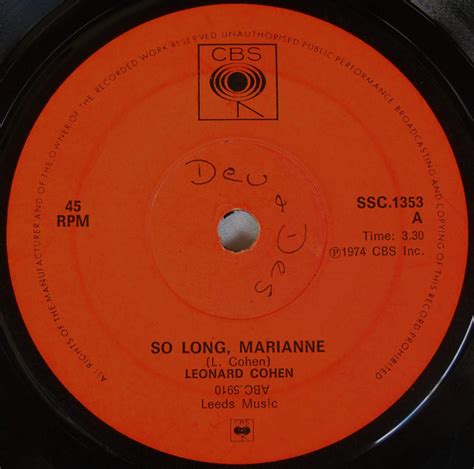 ALL RIGHTS OF THE MANUFACTURER AND OF THE OWNER OF THE RECORDED WORK RESERVED UNAUTHORISED PUBLIC PERFORMANCE BROADCASTING AND COPYING OF THIS RECORD PROHIBITED
CBS
Dev & Des
45
RPM
SSC.1353
A
Time: 3.30
℗1974 CBS Inc.
SO LONG, MARIANNE
(L. Cohen)
LEONARD COHEN
ABC.5910
Leeds Music